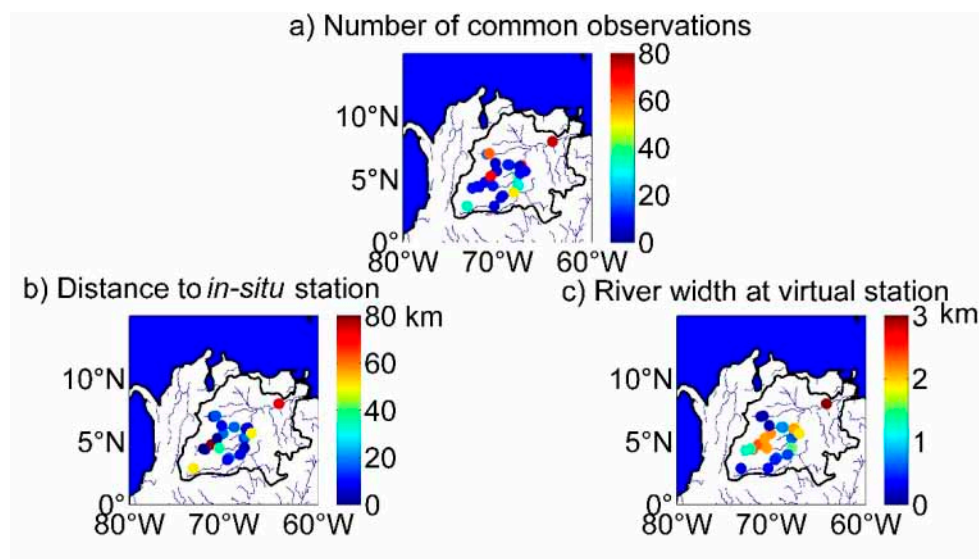 a) Number of common observations
80
60
40
20
0
10°N
5°N
0°
80°W 70°W 60°W
b) Distance to in-situ station
80 km
60
40
20
0
10°N
5°N
0°
80°W 70°W 60°W
c) River width at virtual station
3 km
2
1
0
10°N
5°N
0°
80°W 70°W 60°W